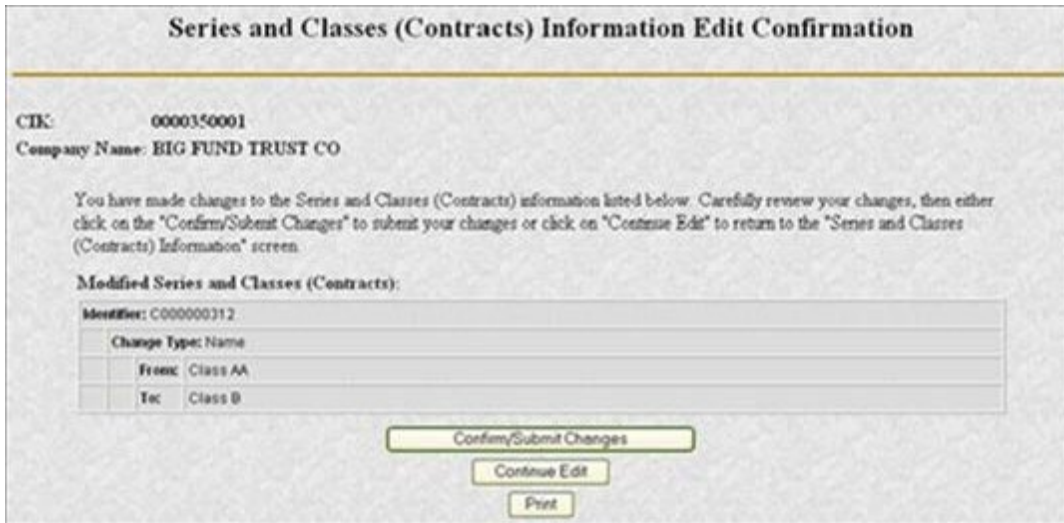 Series and Classes (Contracts) Information Edit Confirmation
CIK: 0000350001
Company Name: BIG FUND TRUST CO
You have made changes to the Series and Classes (Contracts) information listed below. Carefully review your changes, then either
click on the "Confirm/Submit Changes" to submit your changes or click on "Continue Edit" to return to the "Series and Classes
(Contracts) Information" screen.
Modified Series and Classes (Contracts):
Identifier: C000000312
Change Type: Name
From: Class AA
To: Class B
Confirm/Submit Changes
Continue Edit
Print